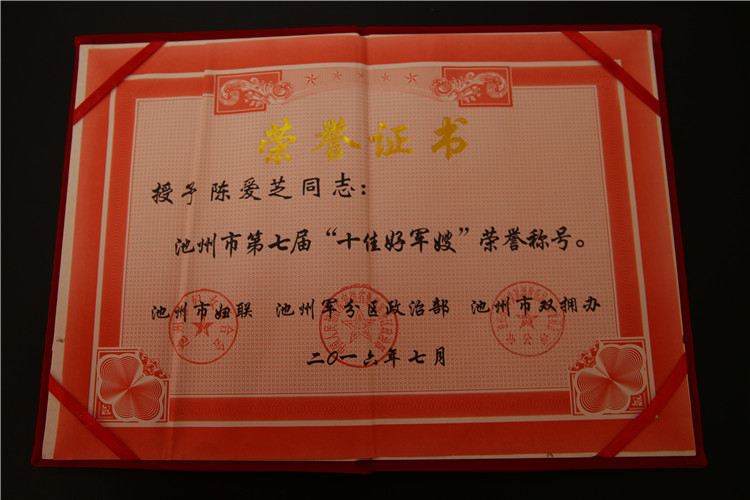 荣誉证书
授予陈爱芝同志：
池州市第七届“十佳好军嫂”荣誉称号。
池州市妇联 池州军分区政治部 池州市双拥办
二〇一六年七月